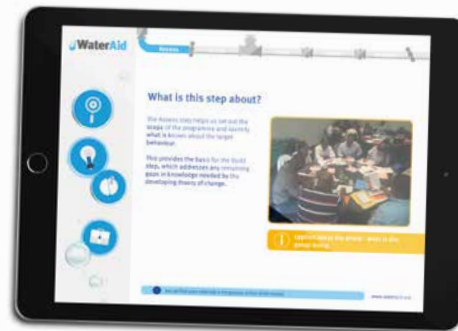 WaterAid
Assess
What is this step about?
The Assess step helps us set out the
scope of the programme and identify
what is known about the target
behaviour.
This provides the basis for the Build
step, which addresses any remaining
gaps in knowledge needed by the
developing theory of change.